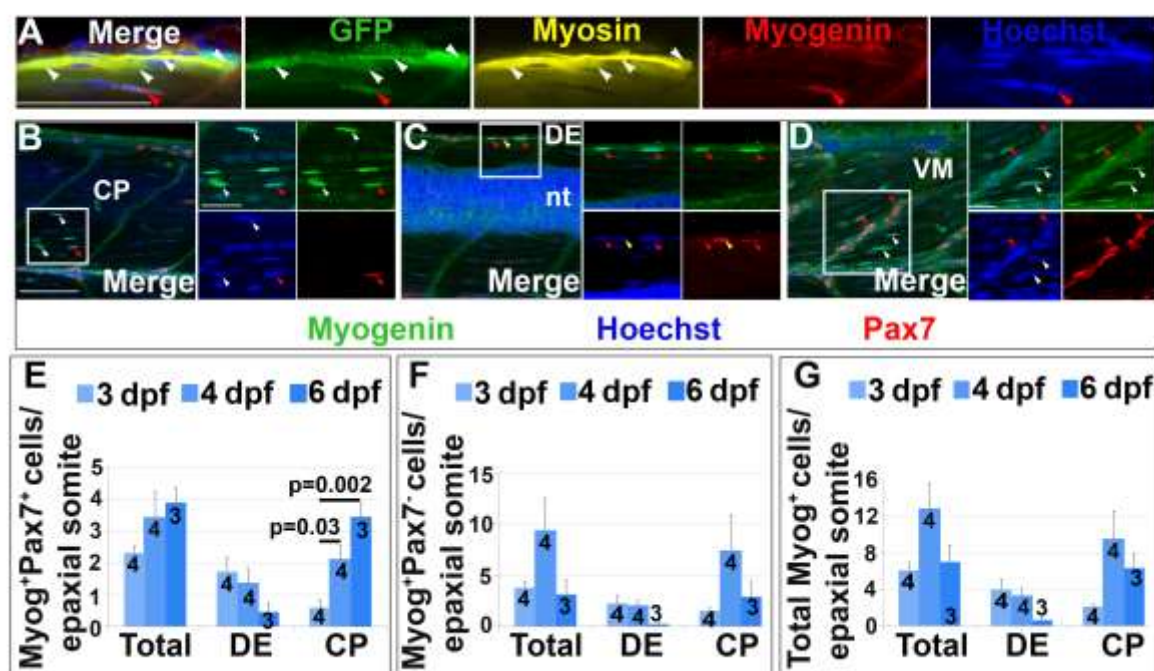 A Merge GFP Myosin Myogenin Hoechst
B CP Merge
C DE nt Merge
D VM Merge
Myogenin Hoechst Pax7
E 3 dpf 4 dpf 6 dpf
Myog⁺Pax7⁺ cells/
epaxial somite
5
4
3
2
1
0
p=0.002
p=0.03
4 4 3
4 4 3
4 4 3
Total DE CP
F 3 dpf 4 dpf 6 dpf
Myog⁺Pax7⁻ cells/
epaxial somite
15
10
5
0
4 4 3
4 4 3
4 4 3
Total DE CP
G 3 dpf 4 dpf 6 dpf
Total Myog⁺ cells/
epaxial somite
16
12
8
4
0
4 4 3
4 4 3
4 4 3
Total DE CP